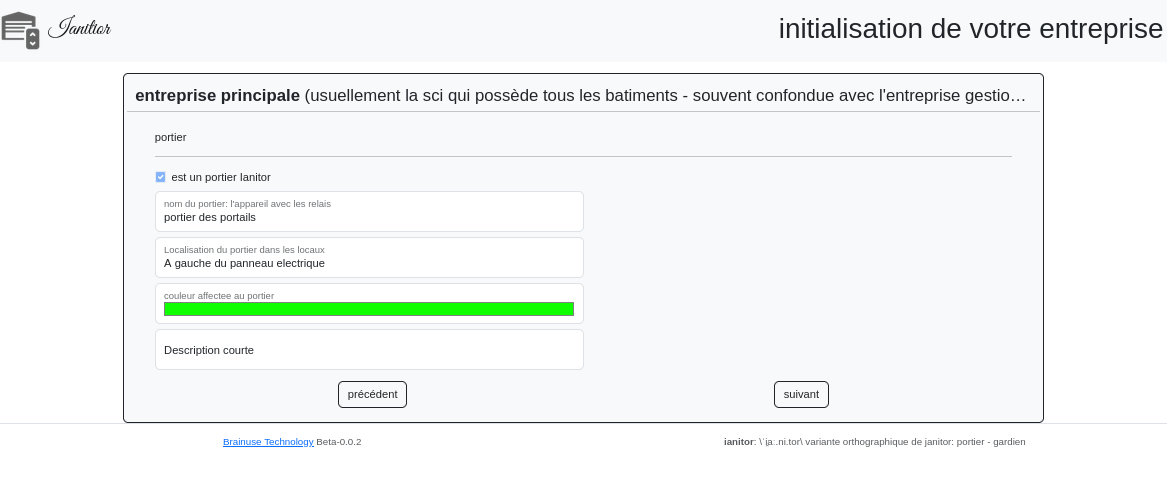 Ianitior
initialisation de votre entreprise
entreprise principale (usuellement la sci qui possède tous les batiments - souvent confondue avec l'entreprise gestio…
portier
est un portier Ianitor
nom du portier: l'appareil avec les relais
portier des portails
Localisation du portier dans les locaux
A gauche du panneau electrique
couleur affectee au portier
Description courte
précédent suivant
Brainuse Technology Beta-0.0.2
ianitor: \ˈi̯aː.ni.tor\ variante orthographique de janitor: portier - gardien